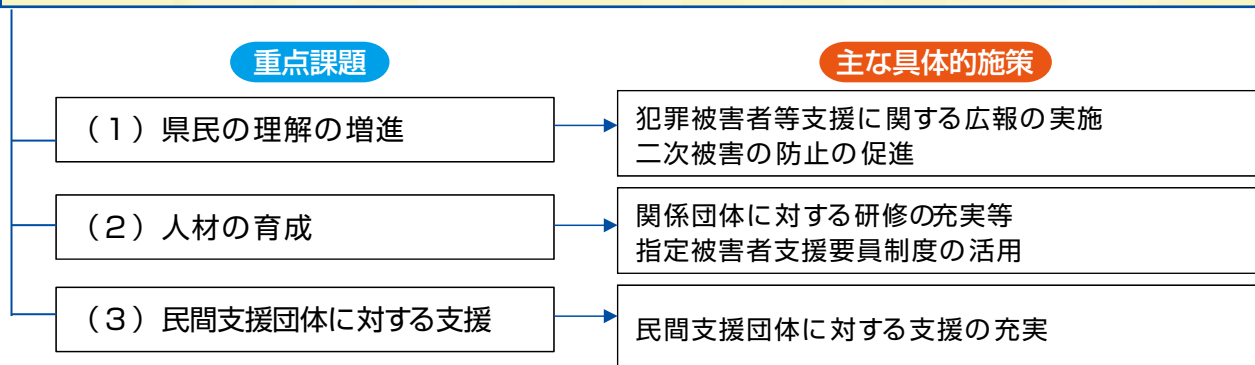 重点課題
主な具体的施策
（１）県民の理解の増進
犯罪被害者等支援に関する広報の実施
二次被害の防止の促進
（２）人材の育成
関係団体に対する研修の充実等
指定被害者支援要員制度の活用
（３）民間支援団体に対する支援
民間支援団体に対する支援の充実